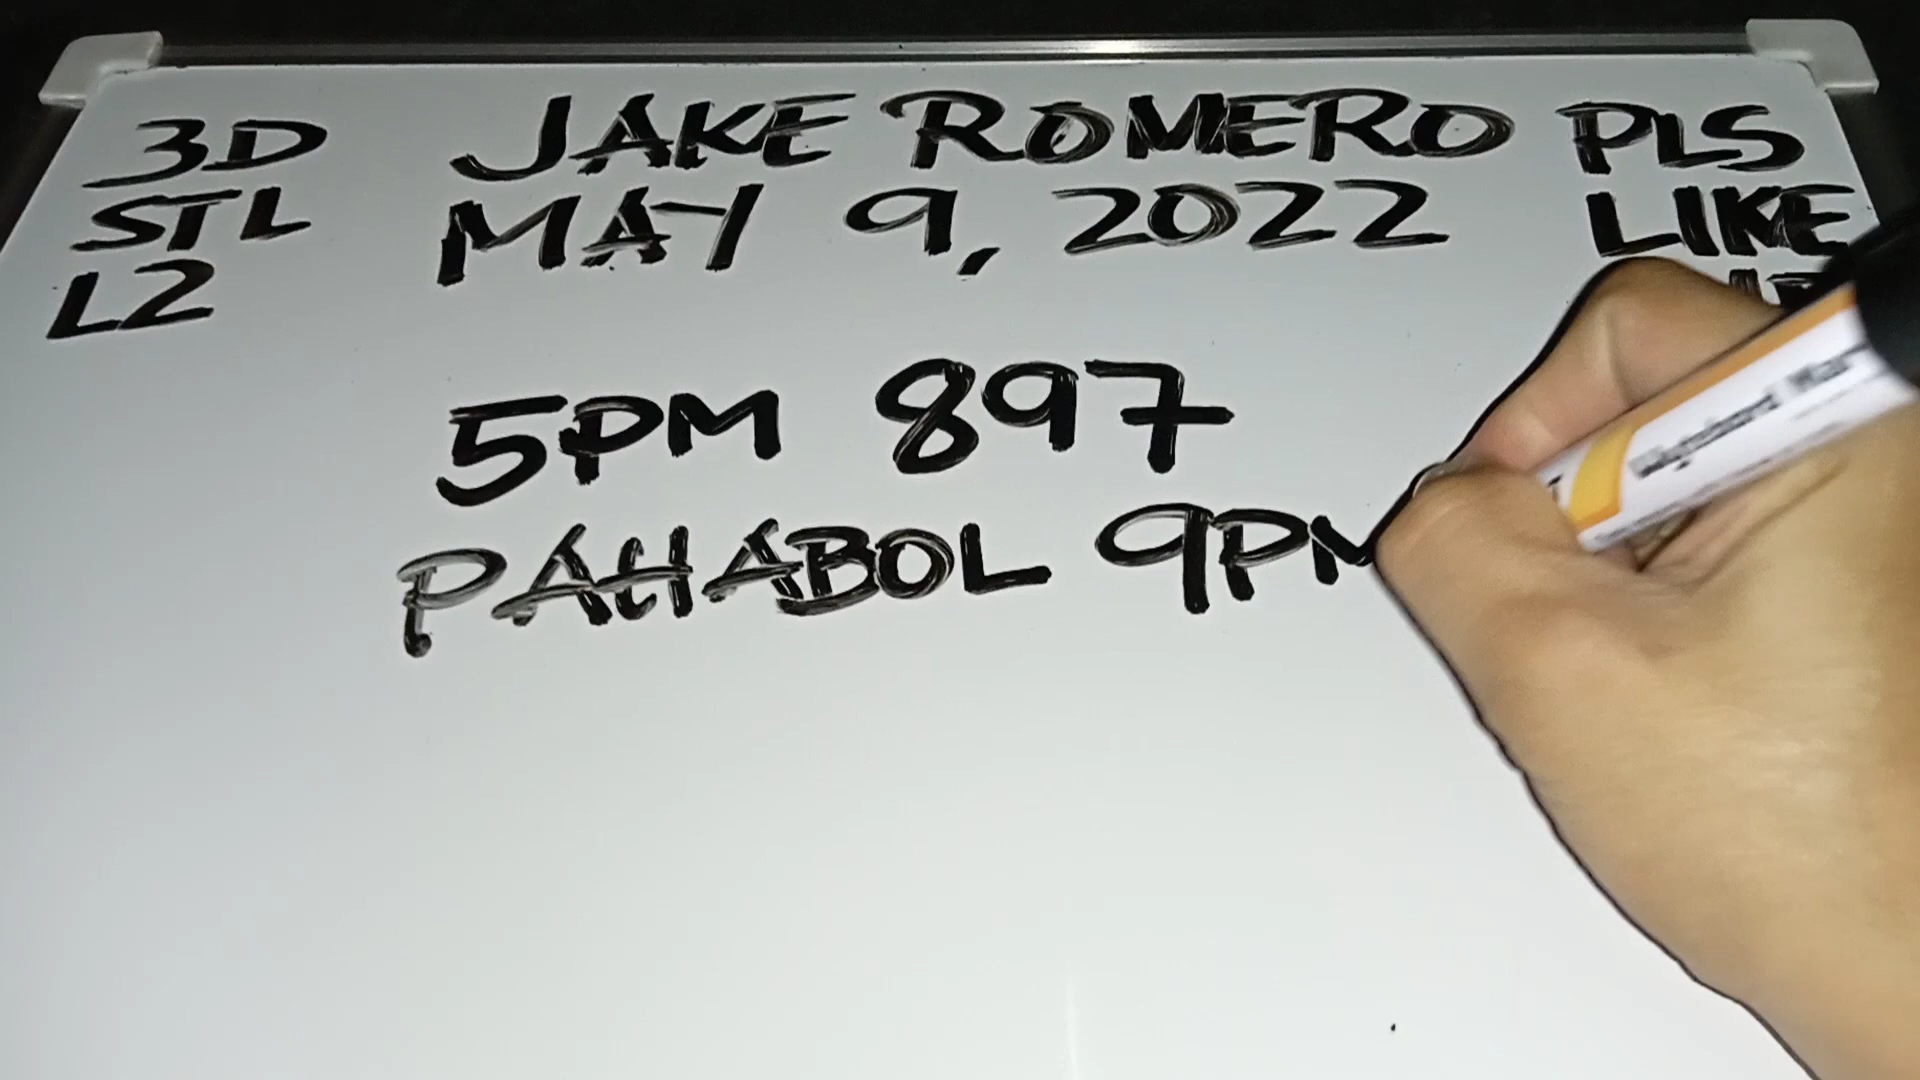 3D JAKE ROMERO PLS
STL MAY 9, 2022 LIKE
L2
5PM 897
PAHABOL 9PM